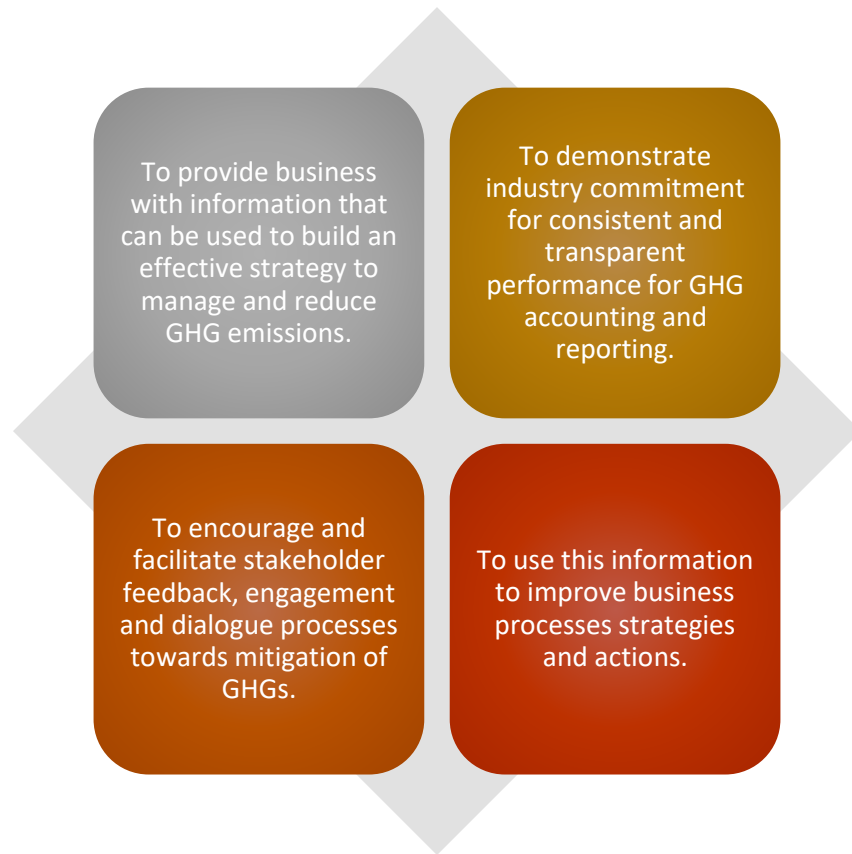 To provide business
with information that
can be used to build an
effective strategy to
manage and reduce
GHG emissions.
To demonstrate
industry commitment
for consistent and
transparent
performance for GHG
accounting and
reporting.
To encourage and
facilitate stakeholder
feedback, engagement
and dialogue processes
towards mitigation of
GHGs.
To use this information
to improve business
processes strategies
and actions.